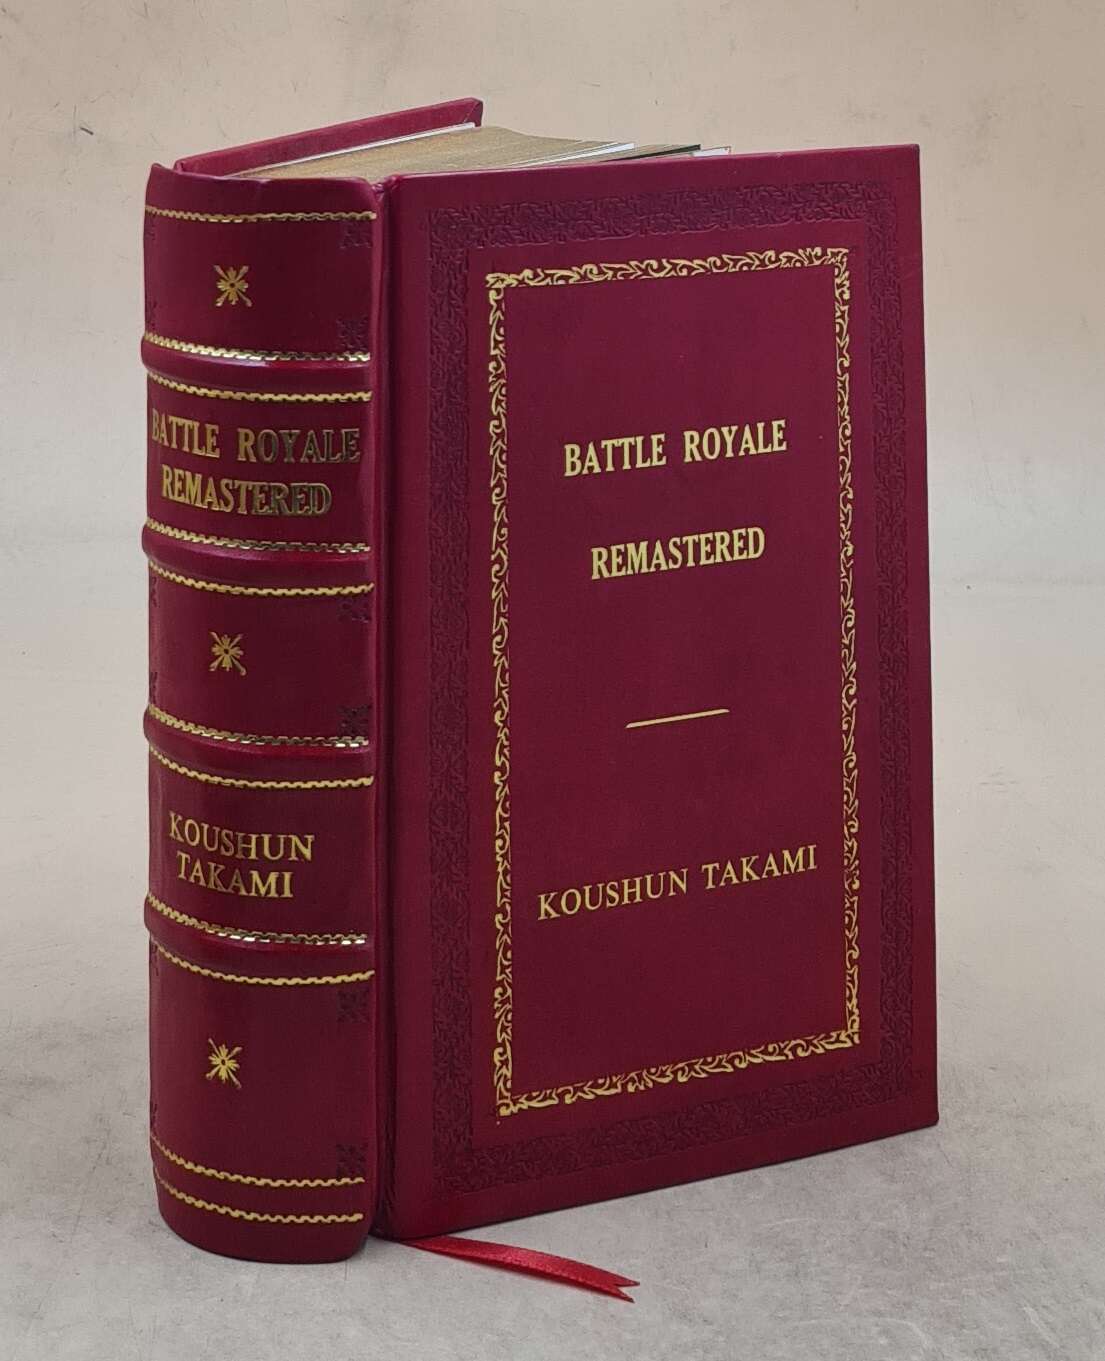 BATTLE ROYALE
REMASTERED
KOUSHUN
TAKAMI
BATTLE ROYALE
REMASTERED
KOUSHUN TAKAMI